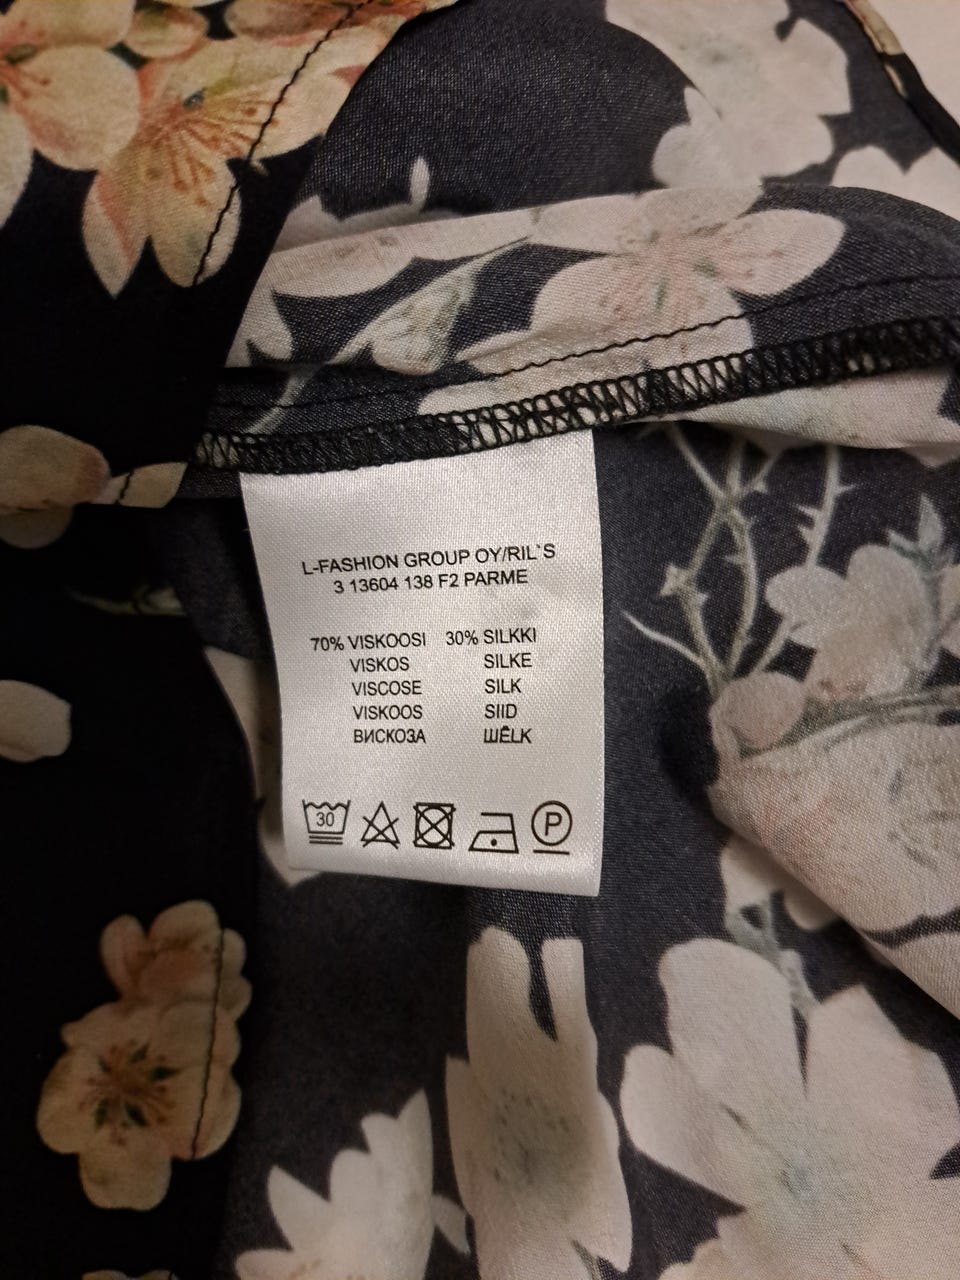 L-FASHION GROUP OY/RIL`S
3 13604 138 F2 PARME
70% VISKOOSI 30% SILKKI
VISKOS SILKE
VISCOSE SILK
VISKOOS SIID
ВИСКОЗА ШЁLK
30 P